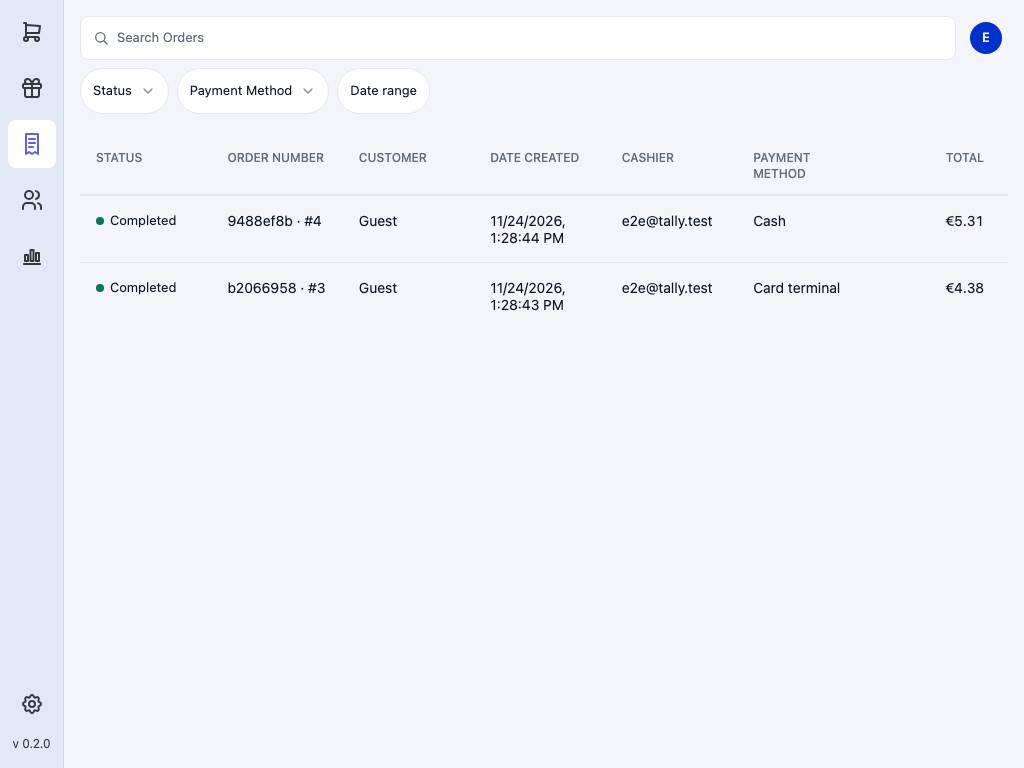 Search Orders
E
Status
Payment Method
Date range
STATUS
ORDER NUMBER
CUSTOMER
DATE CREATED
CASHIER
PAYMENT
METHOD
TOTAL
Completed
9488ef8b · #4
Guest
11/24/2026,
1:28:44 PM
e2e@tally.test
Cash
€5.31
Completed
b2066958 · #3
Guest
11/24/2026,
1:28:43 PM
e2e@tally.test
Card terminal
€4.38
v 0.2.0